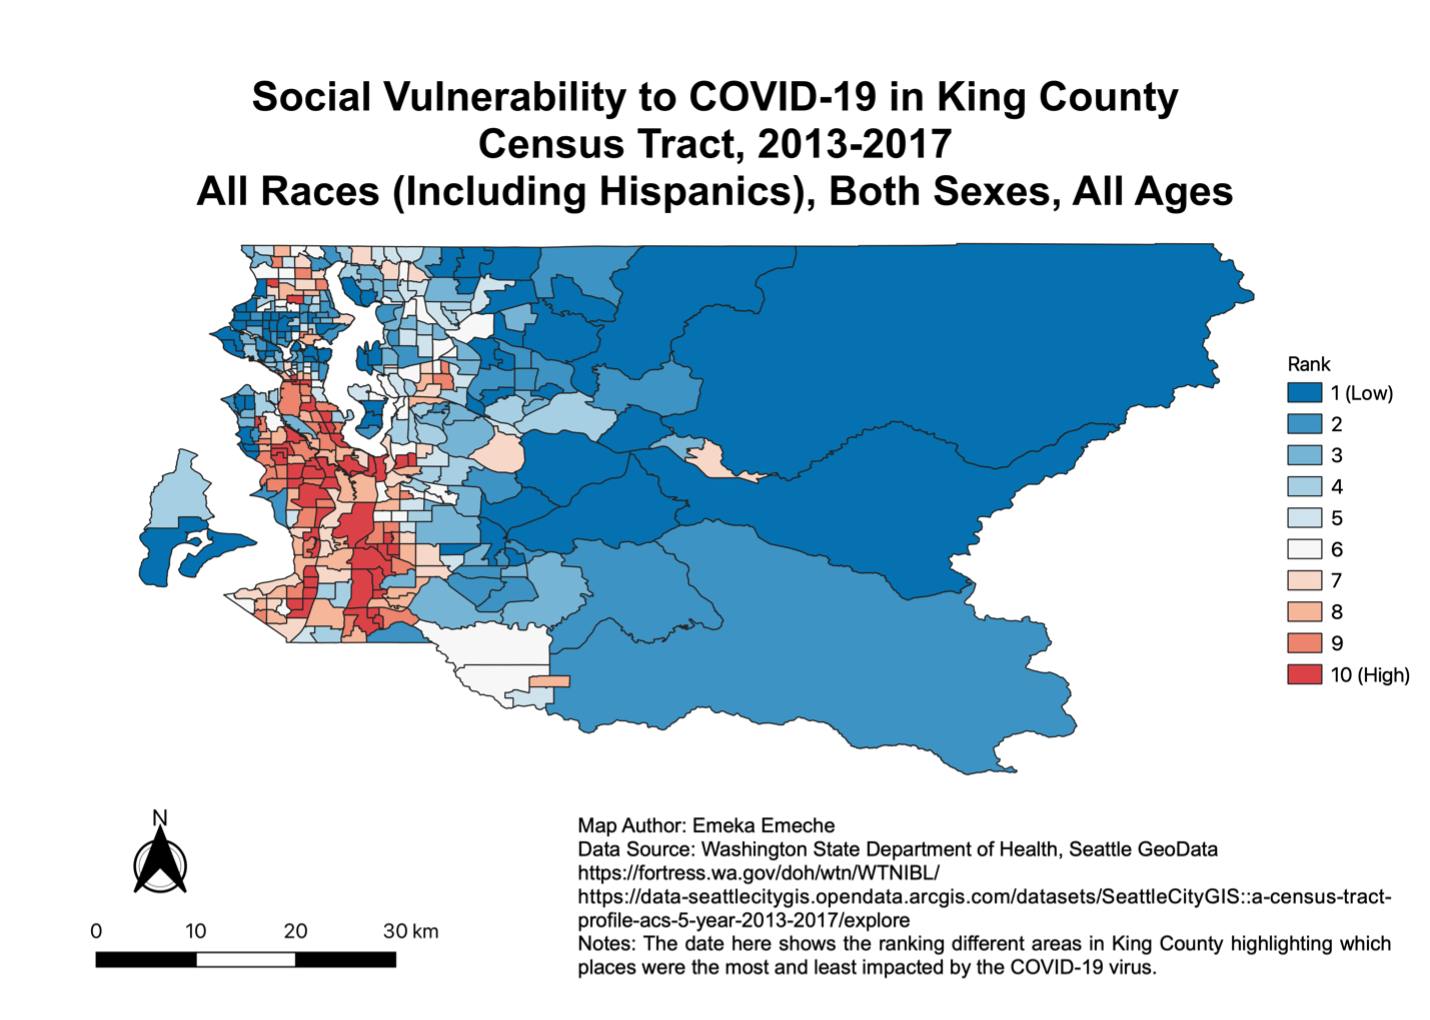 Social Vulnerability to COVID-19 in King County
Census Tract, 2013-2017
All Races (Including Hispanics), Both Sexes, All Ages
Rank
1 (Low)
2
3
4
5
6
7
8
9
10 (High)
N
0 10 20 30 km
Map Author: Emeka Emeche
Data Source: Washington State Department of Health, Seattle GeoData
https://fortress.wa.gov/doh/wtn/WTNIBL/
https://data-seattlecitygis.opendata.arcgis.com/datasets/SeattleCityGIS::a-census-tract-
profile-acs-5-year-2013-2017/explore
Notes: The date here shows the ranking different areas in King County highlighting which
places were the most and least impacted by the COVID-19 virus.